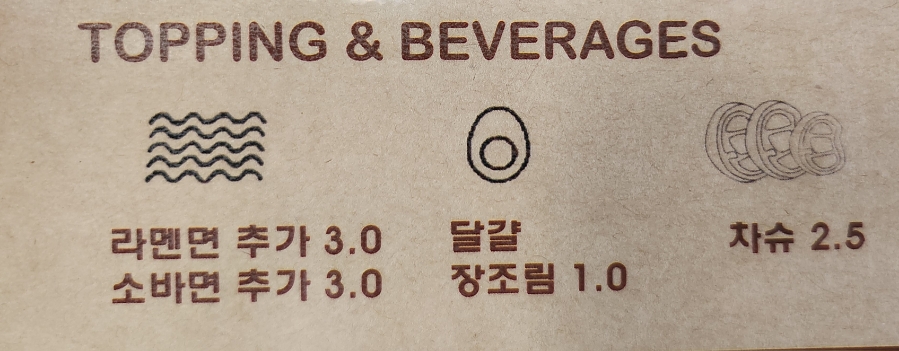 TOPPING & BEVERAGES
라멘면 추가 3.0
소바면 추가 3.0
달걀
장조림 1.0
차슈 2.5